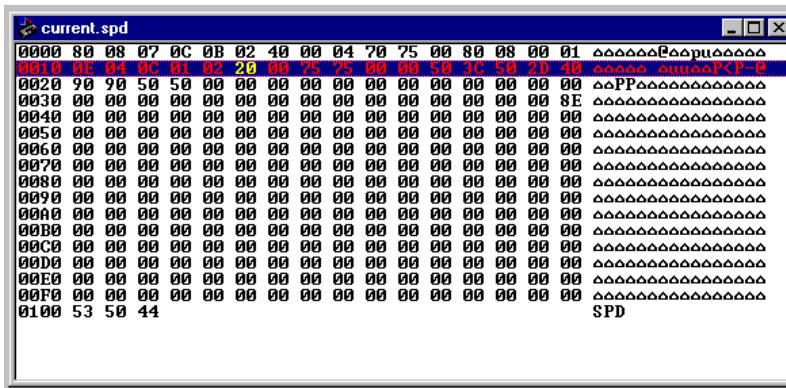 current.spd
0000 80 08 07 0C 0B 02 40 00 04 70 75 00 80 08 00 01 ⌂⌂⌂⌂⌂⌂@⌂⌂pu⌂⌂⌂⌂⌂
0010 0E 04 0C 01 02 20 00 75 75 00 00 50 3C 50 2D 40 ⌂⌂⌂⌂⌂ ⌂uu⌂⌂P<P-@
0020 90 90 50 50 00 00 00 00 00 00 00 00 00 00 00 00 ⌂⌂PP⌂⌂⌂⌂⌂⌂⌂⌂⌂⌂⌂⌂
0030 00 00 00 00 00 00 00 00 00 00 00 00 00 00 00 8E ⌂⌂⌂⌂⌂⌂⌂⌂⌂⌂⌂⌂⌂⌂⌂⌂
0040 00 00 00 00 00 00 00 00 00 00 00 00 00 00 00 00 ⌂⌂⌂⌂⌂⌂⌂⌂⌂⌂⌂⌂⌂⌂⌂⌂
0050 00 00 00 00 00 00 00 00 00 00 00 00 00 00 00 00 ⌂⌂⌂⌂⌂⌂⌂⌂⌂⌂⌂⌂⌂⌂⌂⌂
0060 00 00 00 00 00 00 00 00 00 00 00 00 00 00 00 00 ⌂⌂⌂⌂⌂⌂⌂⌂⌂⌂⌂⌂⌂⌂⌂⌂
0070 00 00 00 00 00 00 00 00 00 00 00 00 00 00 00 00 ⌂⌂⌂⌂⌂⌂⌂⌂⌂⌂⌂⌂⌂⌂⌂⌂
0080 00 00 00 00 00 00 00 00 00 00 00 00 00 00 00 00 ⌂⌂⌂⌂⌂⌂⌂⌂⌂⌂⌂⌂⌂⌂⌂⌂
0090 00 00 00 00 00 00 00 00 00 00 00 00 00 00 00 00 ⌂⌂⌂⌂⌂⌂⌂⌂⌂⌂⌂⌂⌂⌂⌂⌂
00A0 00 00 00 00 00 00 00 00 00 00 00 00 00 00 00 00 ⌂⌂⌂⌂⌂⌂⌂⌂⌂⌂⌂⌂⌂⌂⌂⌂
00B0 00 00 00 00 00 00 00 00 00 00 00 00 00 00 00 00 ⌂⌂⌂⌂⌂⌂⌂⌂⌂⌂⌂⌂⌂⌂⌂⌂
00C0 00 00 00 00 00 00 00 00 00 00 00 00 00 00 00 00 ⌂⌂⌂⌂⌂⌂⌂⌂⌂⌂⌂⌂⌂⌂⌂⌂
00D0 00 00 00 00 00 00 00 00 00 00 00 00 00 00 00 00 ⌂⌂⌂⌂⌂⌂⌂⌂⌂⌂⌂⌂⌂⌂⌂⌂
00E0 00 00 00 00 00 00 00 00 00 00 00 00 00 00 00 00 ⌂⌂⌂⌂⌂⌂⌂⌂⌂⌂⌂⌂⌂⌂⌂⌂
00F0 00 00 00 00 00 00 00 00 00 00 00 00 00 00 00 00 ⌂⌂⌂⌂⌂⌂⌂⌂⌂⌂⌂⌂⌂⌂⌂⌂
0100 53 50 44 SPD